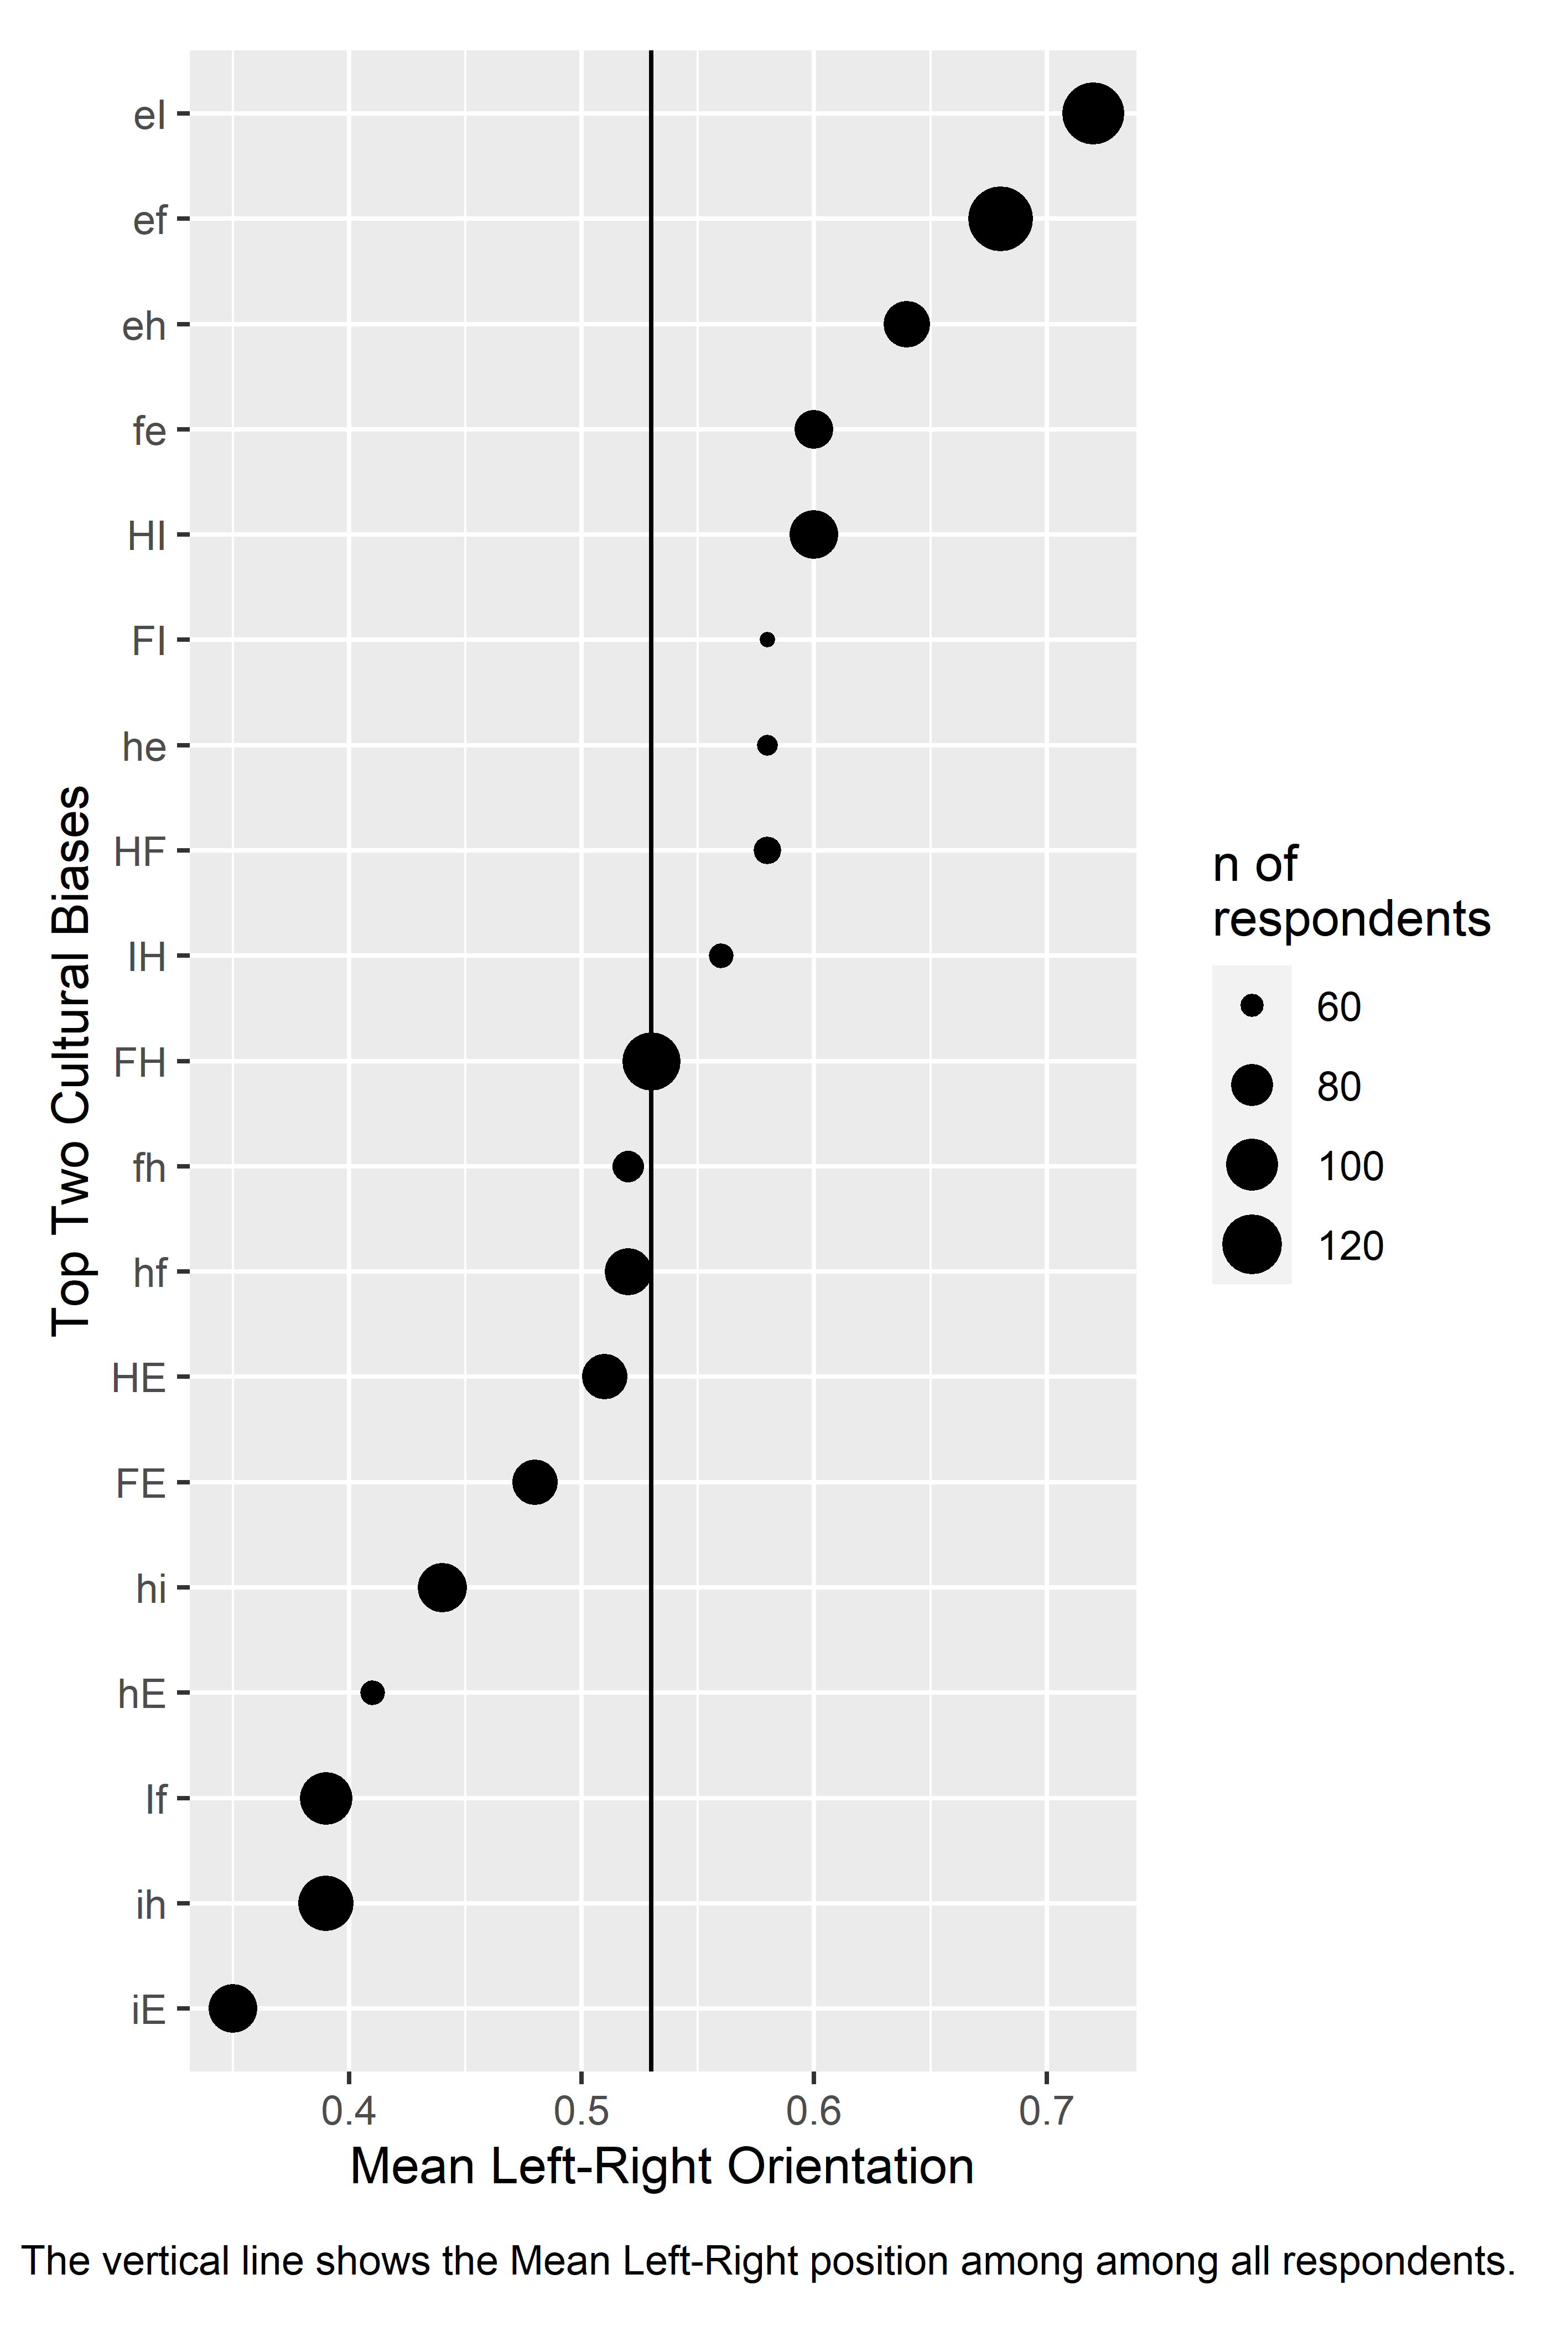 eI
ef
eh
fe
HI
FI
he
HF
IH
FH
fh
hf
HE
FE
hi
hE
If
ih
iE
Top Two Cultural Biases
0.4 0.5 0.6 0.7
Mean Left-Right Orientation
n of
respondents
60
80
100
120
The vertical line shows the Mean Left-Right position among among all respondents.